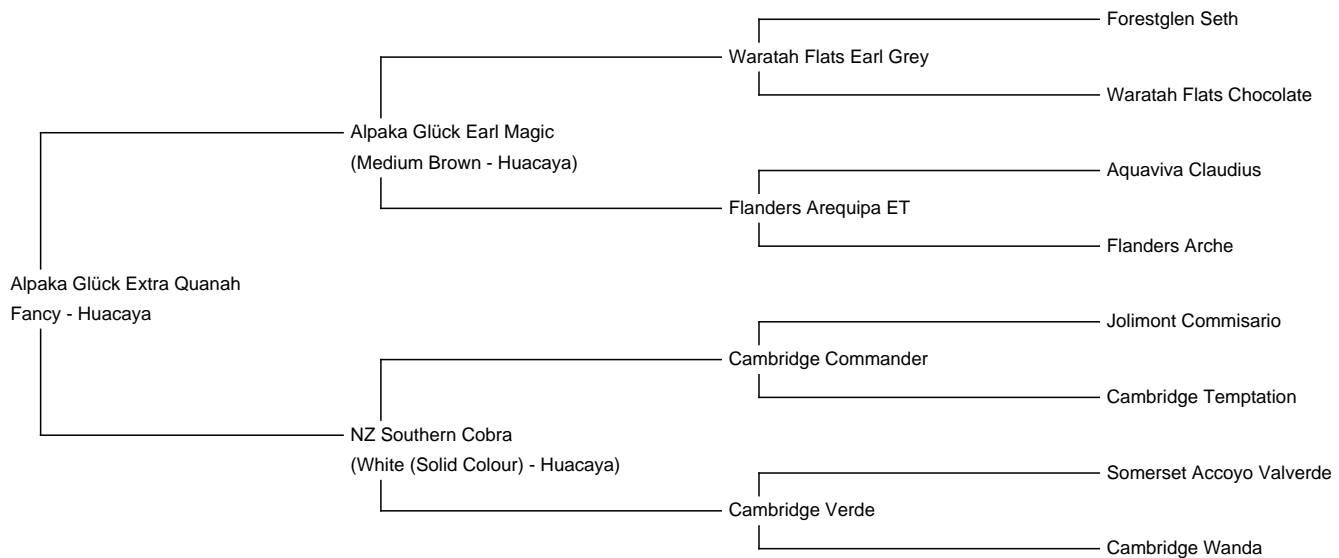 Forestglen Seth
Waratah Flats Earl Grey
Waratah Flats Chocolate
Alpaka Glück Earl Magic
(Medium Brown - Huacaya)
Aquaviva Claudius
Flanders Arequipa ET
Flanders Arche
Alpaka Glück Extra Quanah
Fancy - Huacaya
Jolimont Commisario
Cambridge Commander
Cambridge Temptation
NZ Southern Cobra
(White (Solid Colour) - Huacaya)
Somerset Accoyo Valverde
Cambridge Verde
Cambridge Wanda